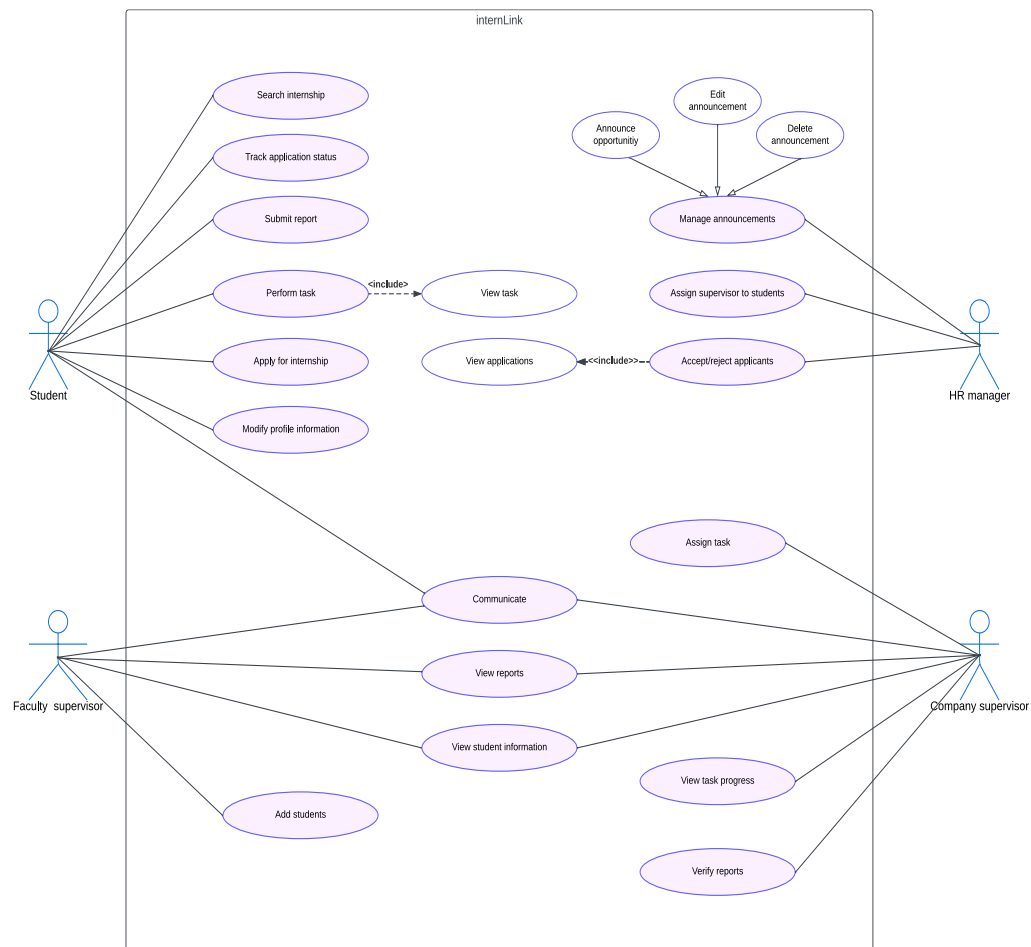 internLink
Search internship
Edit
announcement
Announce
opportunitiy
Delete
announcement
Track application status
Submit report
Manage announcements
<include>
Perform task
View task
Assign supervisor to students
Apply for internship
View applications
<<include>>
Accept/reject applicants
Student
HR manager
Modify profile information
Assign task
Communicate
View reports
Faculty  supervisor
Company supervisor
View student information
View task progress
Add students
Verify reports